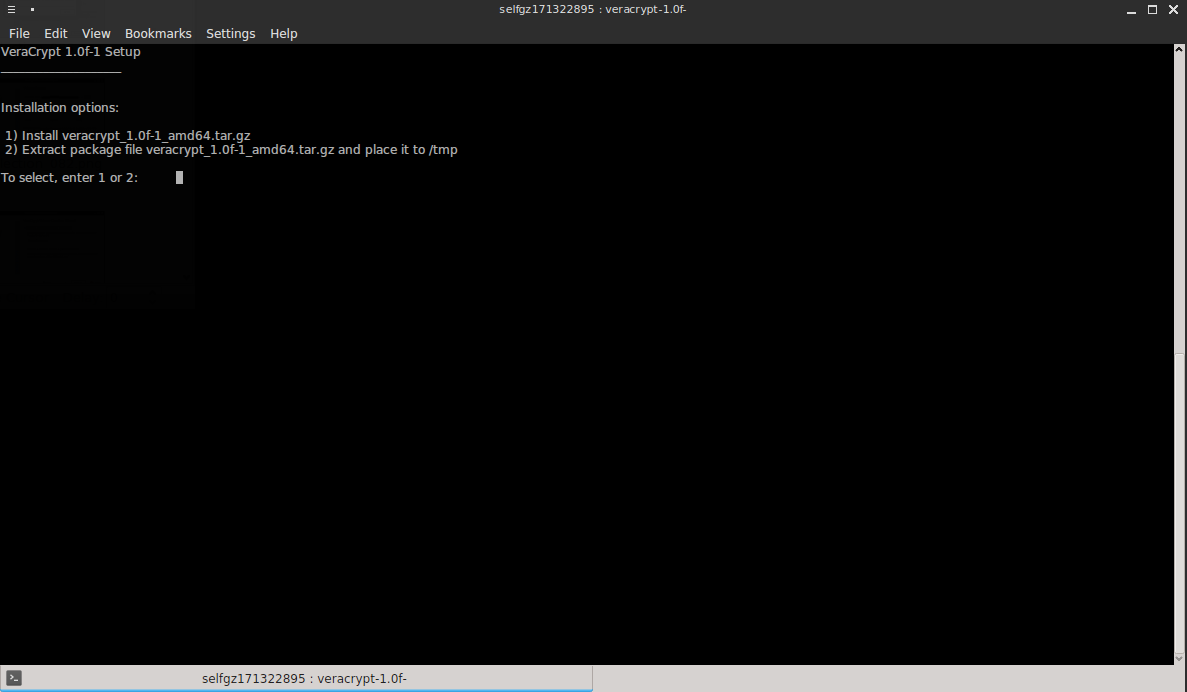 selfgz171322895 : veracrypt-1.0f-
File Edit View Bookmarks Settings Help
VeraCrypt 1.0f-1 Setup
____________________
Installation options:
1) Install veracrypt_1.0f-1_amd64.tar.gz
2) Extract package file veracrypt_1.0f-1_amd64.tar.gz and place it to /tmp
To select, enter 1 or 2:
selfgz171322895 : veracrypt-1.0f-